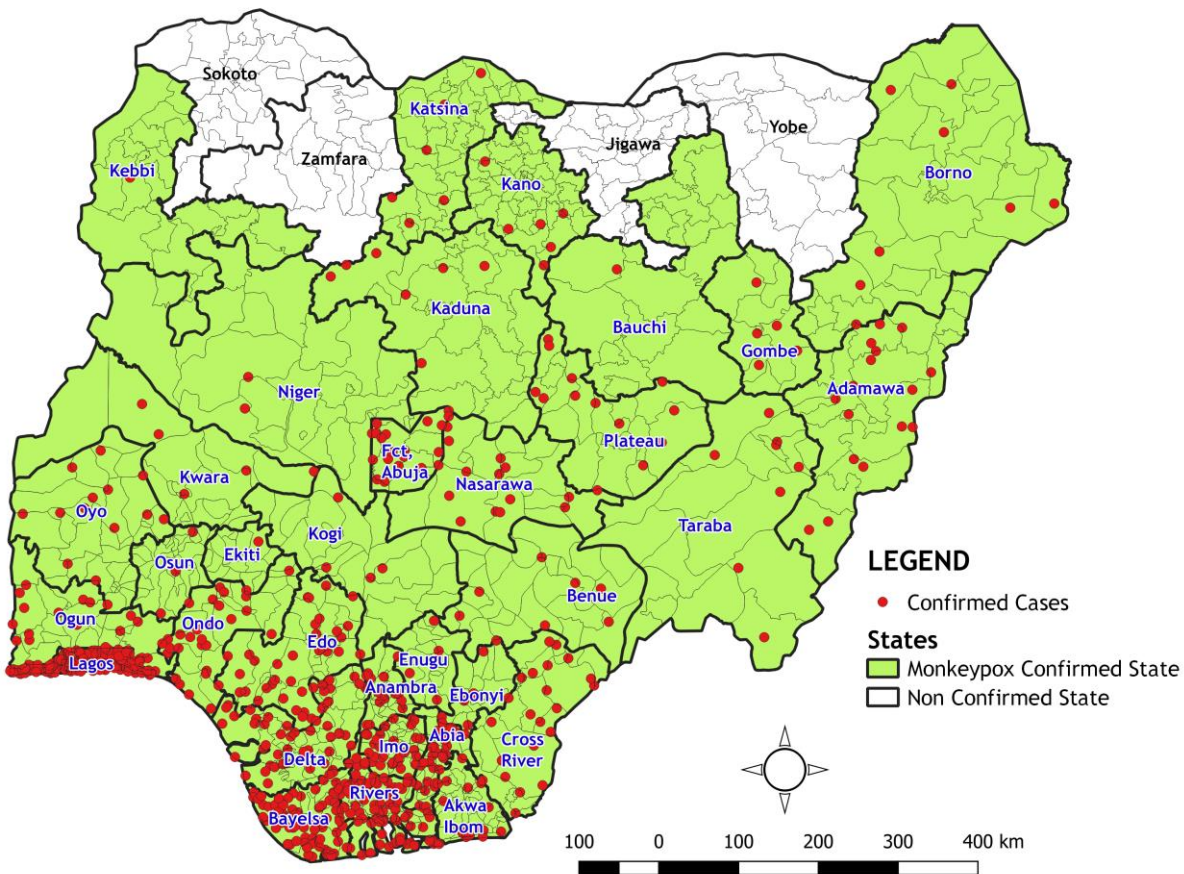 Sokoto
Katsina
Zamfara
Kebbi
Kano
Jigawa
Yobe
Borno
Kaduna
Bauchi
Gombe
Adamawa
Niger
Fct,
Abuja
Plateau
Nasarawa
Kwara
Oyo
Kogi
Taraba
Osun
Ekiti
Benue
Ogun
Ondo
Edo
Lagos
Enugu
Anambra
Ebonyi
Imo
Abia
Cross
River
Delta
Rivers
Bayelsa
Akwa
Ibom
LEGEND
Confirmed Cases
States
Monkeypox Confirmed State
Non Confirmed State
100 0 100 200 300 400 km